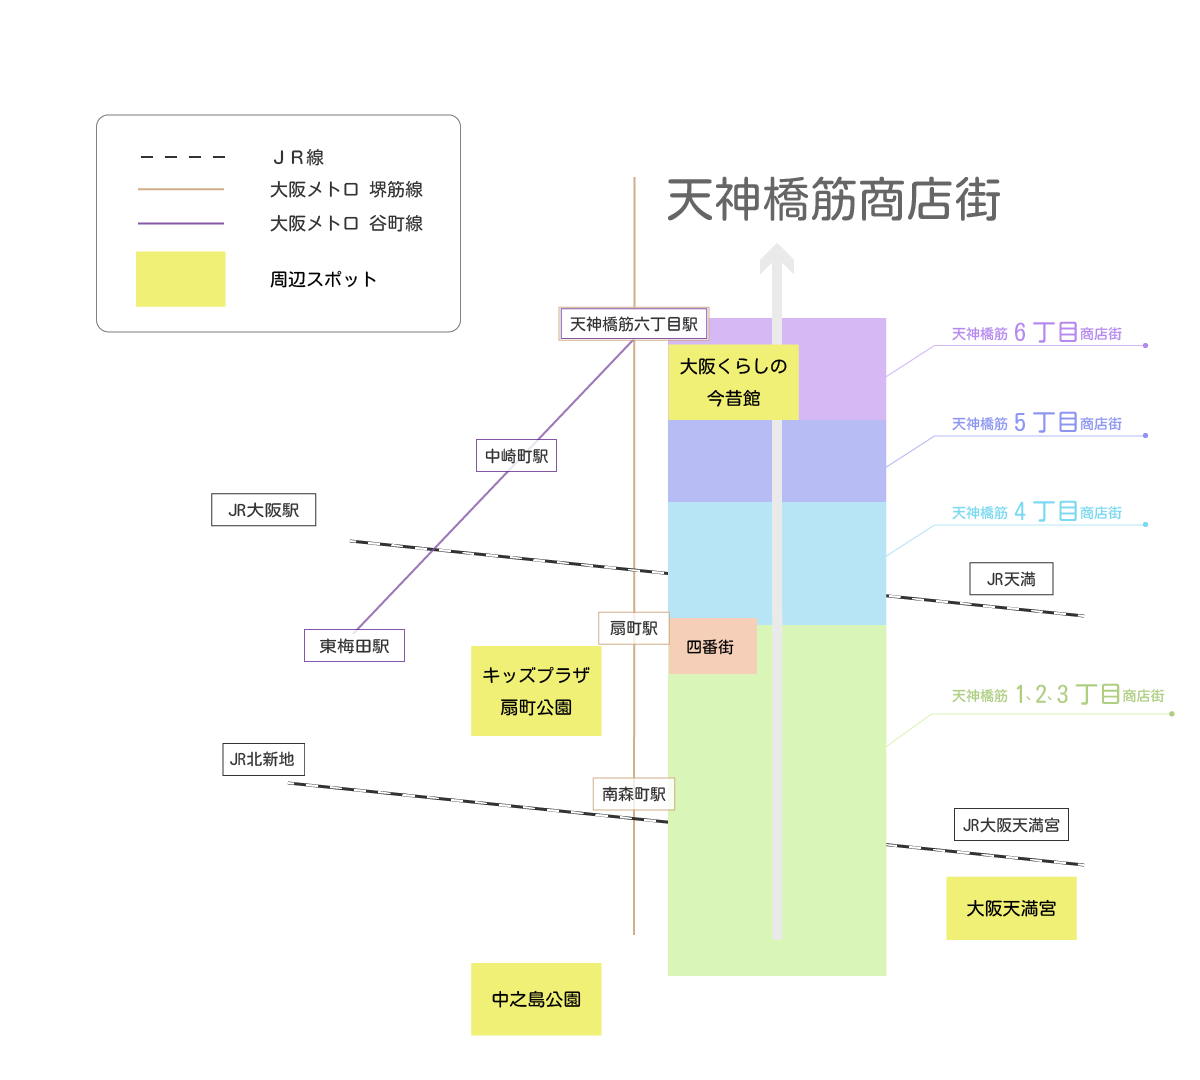 JR線
大阪メトロ 堺筋線
大阪メトロ 谷町線
周辺スポット
天神橋筋商店街
天神橋筋六丁目駅
天神橋筋 6 丁目商店街
大阪くらしの
今昔館
天神橋筋 5 丁目商店街
中崎町駅
JR大阪駅
天神橋筋 4 丁目商店街
JR天満
扇町駅
東梅田駅
四番街
キッズプラザ
扇町公園
天神橋筋 1、2、3 丁目商店街
JR北新地
南森町駅
JR大阪天満宮
大阪天満宮
中之島公園